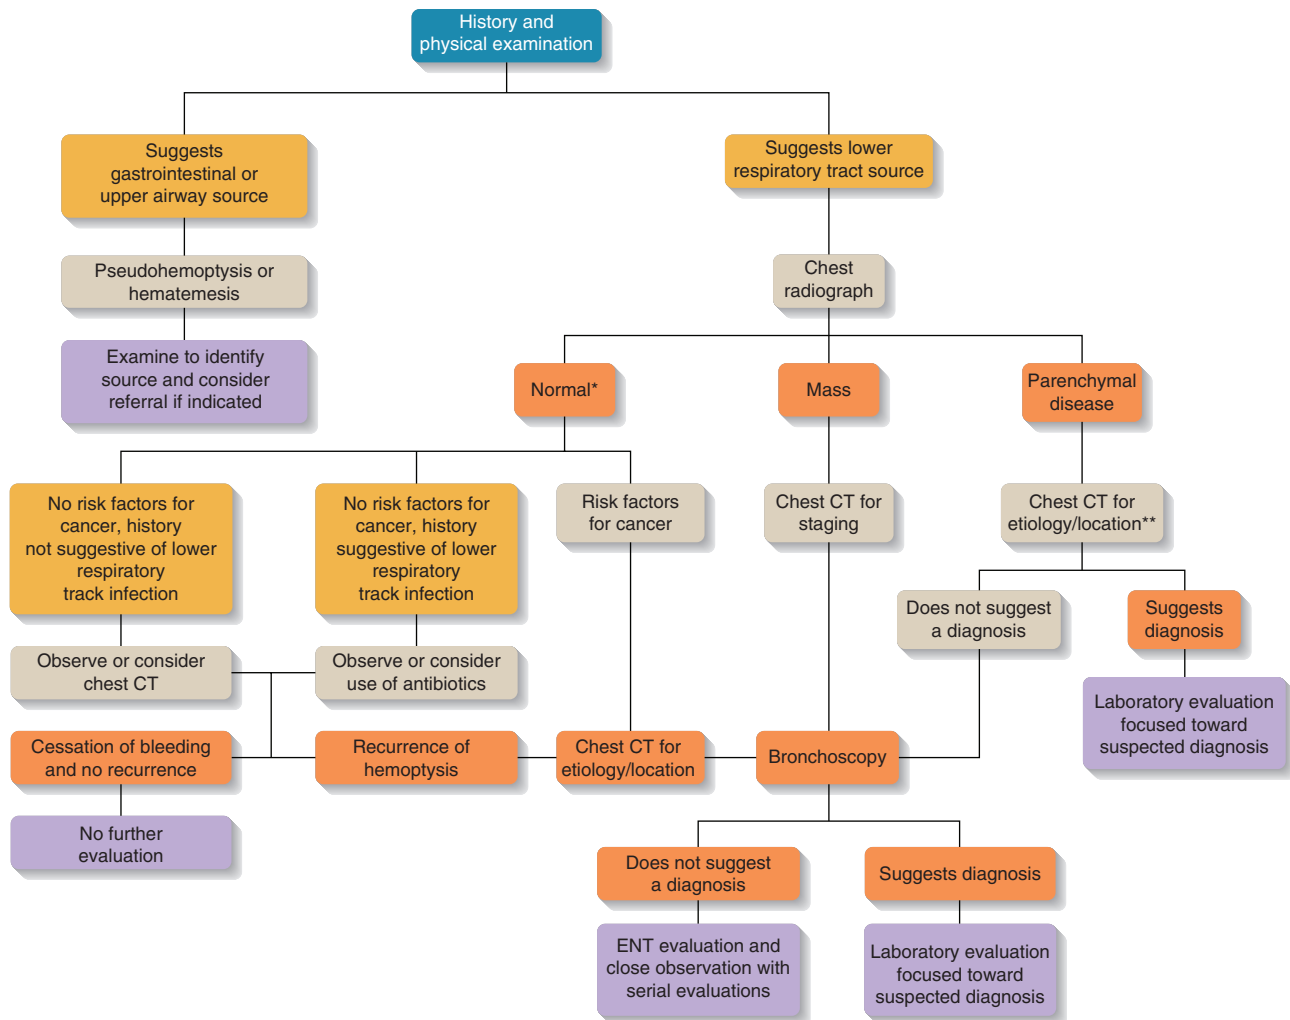 History and
physical examination
Suggests
gastrointestinal or
upper airway source
Suggests lower
respiratory tract source
Pseudohemoptysis or
hematemesis
Chest
radiograph
Examine to identify
source and consider
referral if indicated
Normal*
Mass
Parenchymal
disease
No risk factors for
cancer, history
not suggestive of lower
respiratory
track infection
No risk factors for
cancer, history
suggestive of lower
respiratory
track infection
Risk factors
for cancer
Chest CT for
staging
Chest CT for
etiology/location**
Does not suggest
a diagnosis
Suggests
diagnosis
Observe or consider
chest CT
Observe or consider
use of antibiotics
Laboratory evaluation
focused toward
suspected diagnosis
Cessation of bleeding
and no recurrence
Recurrence of
hemoptysis
Chest CT for
etiology/location
Bronchoscopy
No further
evaluation
Does not suggest
a diagnosis
Suggests diagnosis
ENT evaluation and
close observation with
serial evaluations
Laboratory evaluation
focused toward
suspected diagnosis